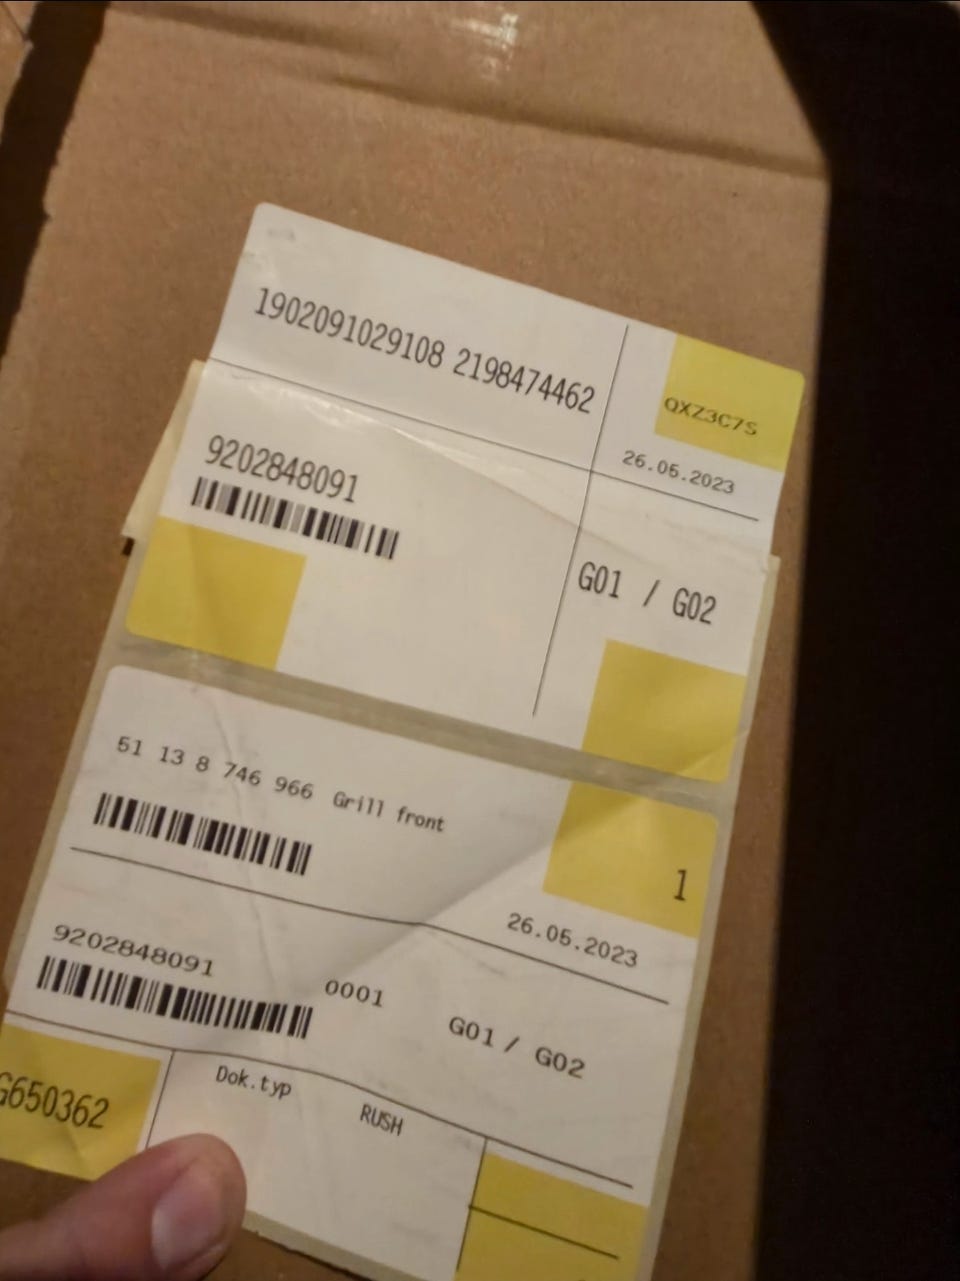 1902091029108 2198474462
QXZ3C7S
26.05.2023
9202848091
G01 / G02
51 13 8 746 966 Grill front
1
26.05.2023
9202848091 0001
G01 / G02
G650362
Dok.typ
RUSH